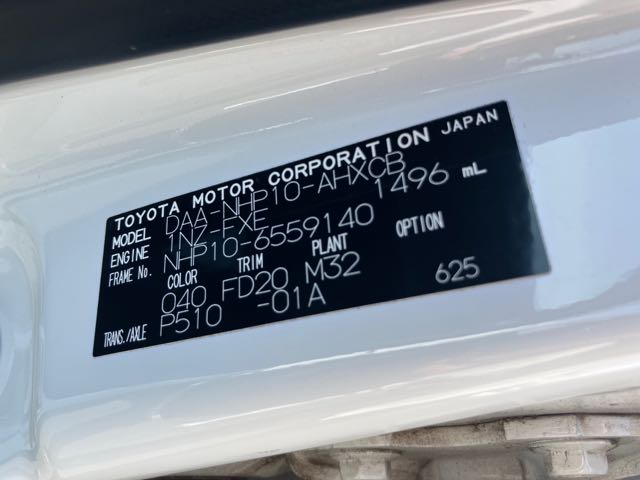 TOYOTA MOTOR CORPORATION JAPAN
MODEL DAA-NHP10-AHXCB
ENGINE 1NZ-FXE 1496 mL
FRAME No. NHP10-6559140
COLOR TRIM PLANT OPTION
040 FD20 M32
TRANS./AXLE P510 -01A 625